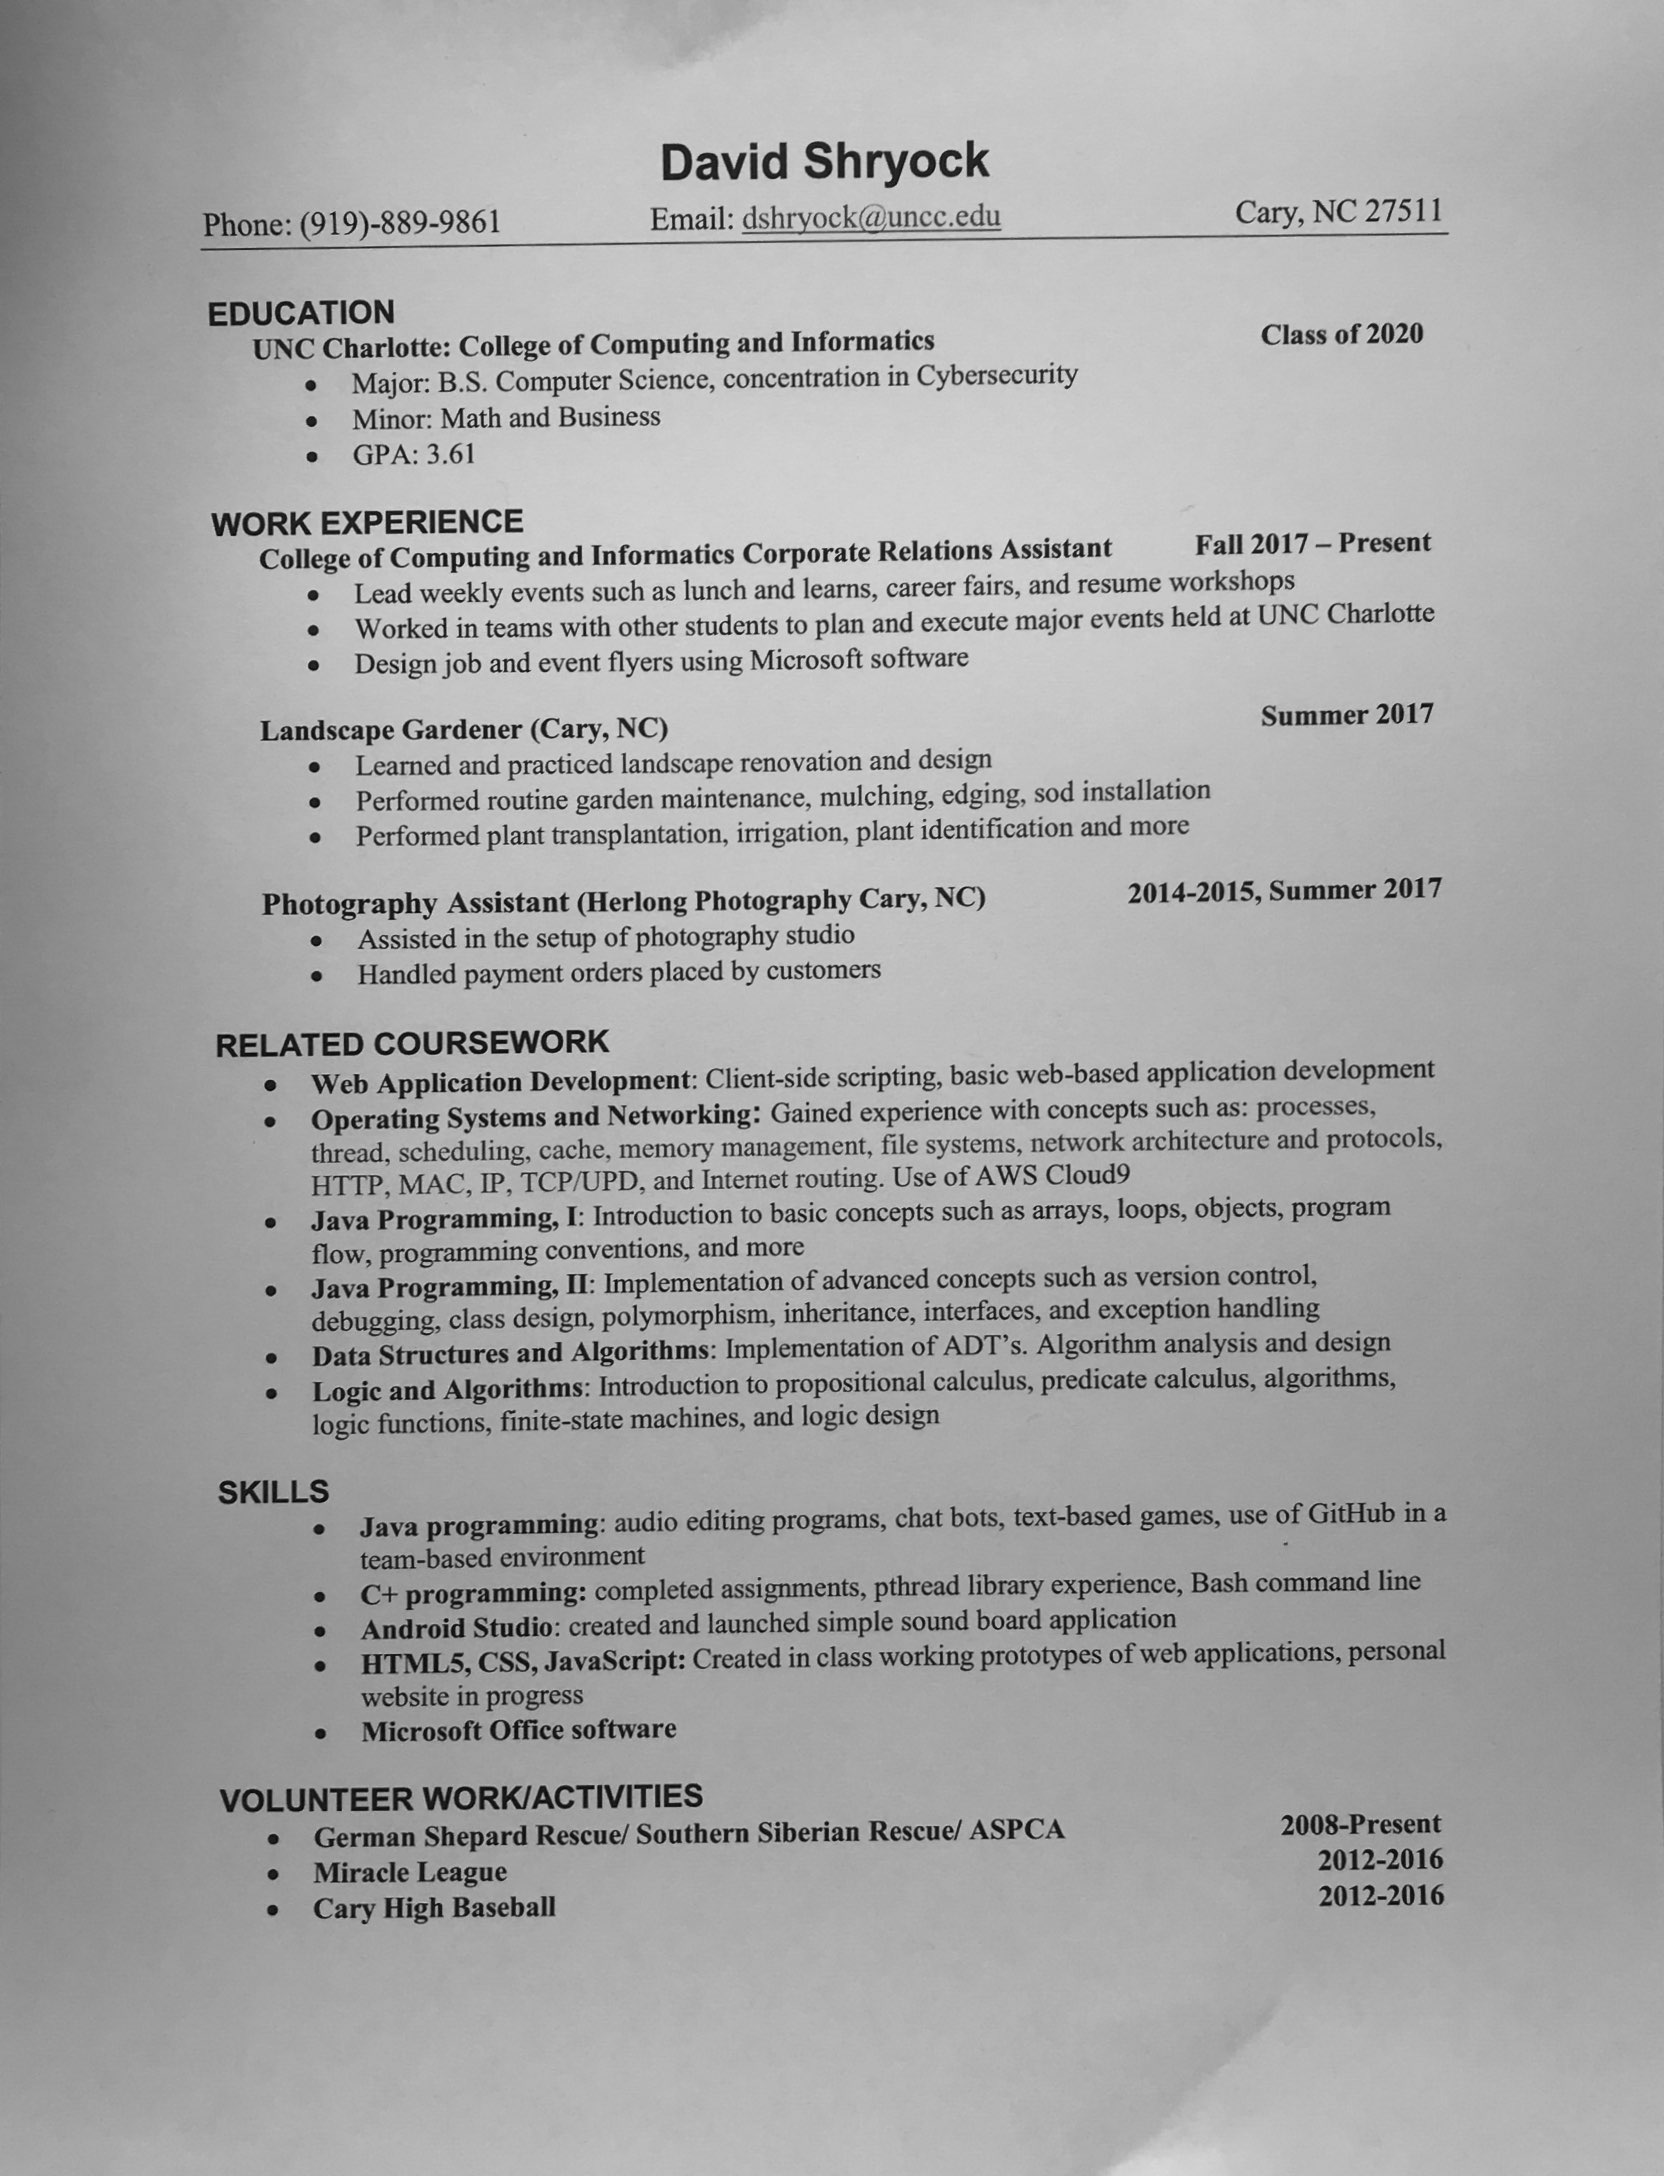 David Shryock
Phone: (919)-889-9861 Email: dshryock@uncc.edu Cary, NC 27511
EDUCATION
UNC Charlotte: College of Computing and Informatics Class of 2020
• Major: B.S. Computer Science, concentration in Cybersecurity
• Minor: Math and Business
• GPA: 3.61
WORK EXPERIENCE
College of Computing and Informatics Corporate Relations Assistant Fall 2017 – Present
• Lead weekly events such as lunch and learns, career fairs, and resume workshops
• Worked in teams with other students to plan and execute major events held at UNC Charlotte
• Design job and event flyers using Microsoft software
Landscape Gardener (Cary, NC) Summer 2017
• Learned and practiced landscape renovation and design
• Performed routine garden maintenance, mulching, edging, sod installation
• Performed plant transplantation, irrigation, plant identification and more
Photography Assistant (Herlong Photography Cary, NC) 2014-2015, Summer 2017
• Assisted in the setup of photography studio
• Handled payment orders placed by customers
RELATED COURSEWORK
• Web Application Development: Client-side scripting, basic web-based application development
• Operating Systems and Networking: Gained experience with concepts such as: processes,
thread, scheduling, cache, memory management, file systems, network architecture and protocols,
HTTP, MAC, IP, TCP/UPD, and Internet routing. Use of AWS Cloud9
• Java Programming, I: Introduction to basic concepts such as arrays, loops, objects, program
flow, programming conventions, and more
• Java Programming, II: Implementation of advanced concepts such as version control,
debugging, class design, polymorphism, inheritance, interfaces, and exception handling
• Data Structures and Algorithms: Implementation of ADT’s. Algorithm analysis and design
• Logic and Algorithms: Introduction to propositional calculus, predicate calculus, algorithms,
logic functions, finite-state machines, and logic design
SKILLS
• Java programming: audio editing programs, chat bots, text-based games, use of GitHub in a
team-based environment
• C+ programming: completed assignments, pthread library experience, Bash command line
• Android Studio: created and launched simple sound board application
• HTML5, CSS, JavaScript: Created in class working prototypes of web applications, personal
website in progress
• Microsoft Office software
VOLUNTEER WORK/ACTIVITIES
• German Shepard Rescue/ Southern Siberian Rescue/ ASPCA 2008-Present
• Miracle League 2012-2016
• Cary High Baseball 2012-2016